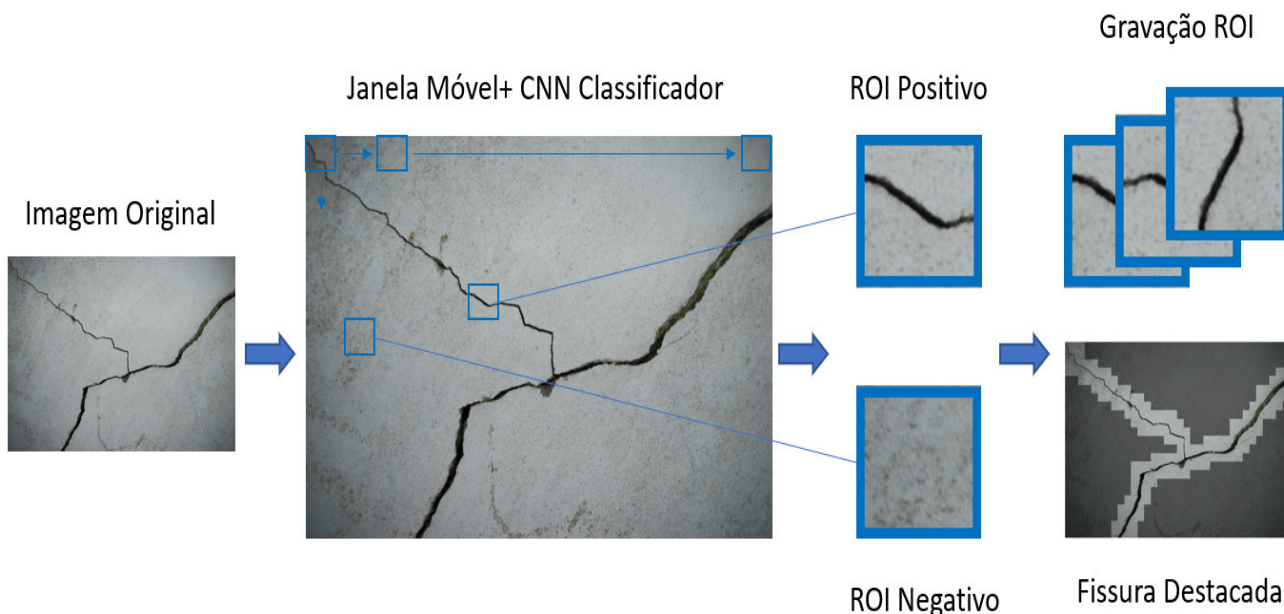 Gravação ROI
Janela Móvel+ CNN Classificador
ROI Positivo
Imagem Original
ROI Negativo
Fissura Destacada